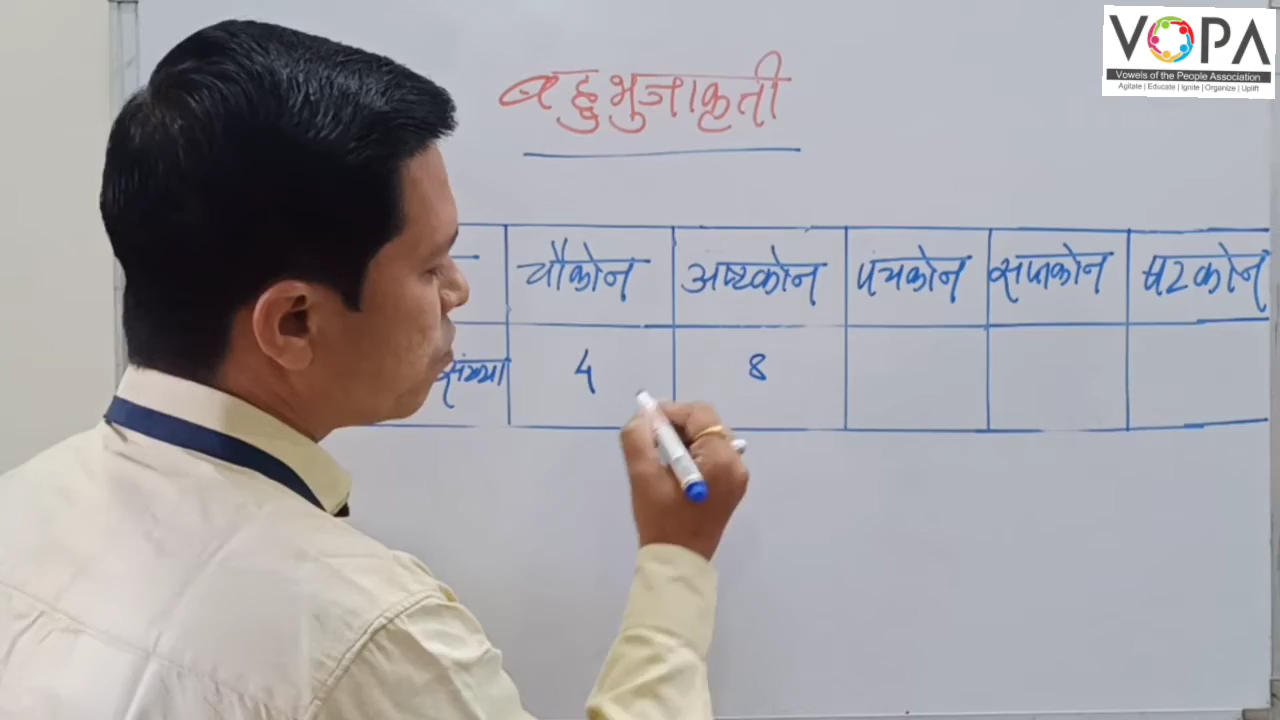 VOPA
Vowels of the People Association
Agitate | Educate | Ignite | Organize | Uplift
बहुभुजाकृती
चौकोन अष्टकोन पंचकोन सप्तकोन षटकोन
संख्या 4 8